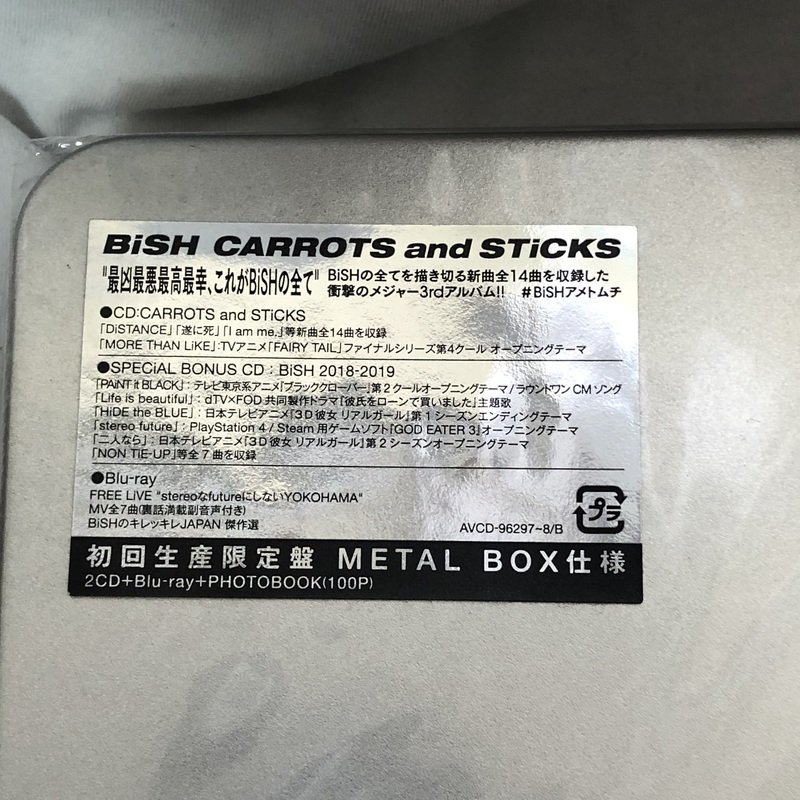 BiSH CARROTS and STiCKS
"最凶最悪最高最幸、これがBiSHの全て"
BiSHの全てを描き切る新曲全14曲を収録した
衝撃のメジャー3rdアルバム!! #BiSHアメトムチ
●CD:CARROTS and STiCKS
「DiSTANCE」「遂に死」「I am me.」等新曲全14曲を収録
「MORE THAN LiKE」:TVアニメ「FAIRY TAIL」ファイナルシリーズ第4クール オープニングテーマ
●SPECiAL BONUS CD : BiSH 2018-2019
「PAiNT it BLACK」: テレビ東京系アニメ『ブラッククローバー』第2クールオープニングテーマ / ラウンドワン CM ソング
「Life is beautiful」: dTV×FOD 共同製作ドラマ『彼氏をローンで買いました』主題歌
「HiDE the BLUE」: 日本テレビアニメ『3D彼女 リアルガール』第1シーズンエンディングテーマ
「stereo future」: PlayStation 4 / Steam 用ゲームソフト『GOD EATER 3』オープニングテーマ
「二人なら」: 日本テレビアニメ『3D彼女 リアルガール』第2シーズンオープニングテーマ
「NON TiE-UP」等全7曲を収録
●Blu-ray
FREE LiVE "stereoなfutureにしないYOKOHAMA"
MV全7曲(裏話満載副音声付き)
BiSHのキレッキレJAPAN 傑作選
プラ
AVCD-96297~8/B
初回生産限定盤 METAL BOX仕様
2CD+Blu-ray+PHOTOBOOK(100P)